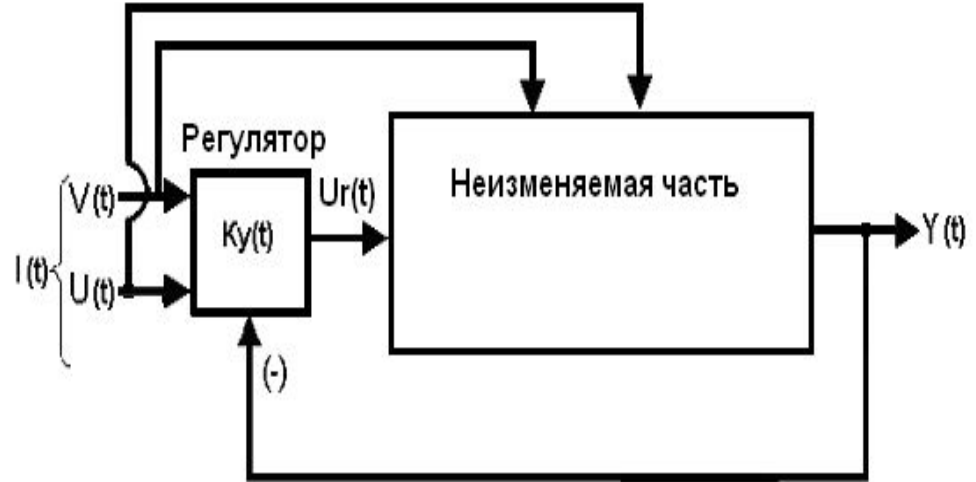 Регулятор
V(t)
U(t)
I(t)
Ky(t)
Ur(t)
Неизменяемая часть
Y(t)
(-)